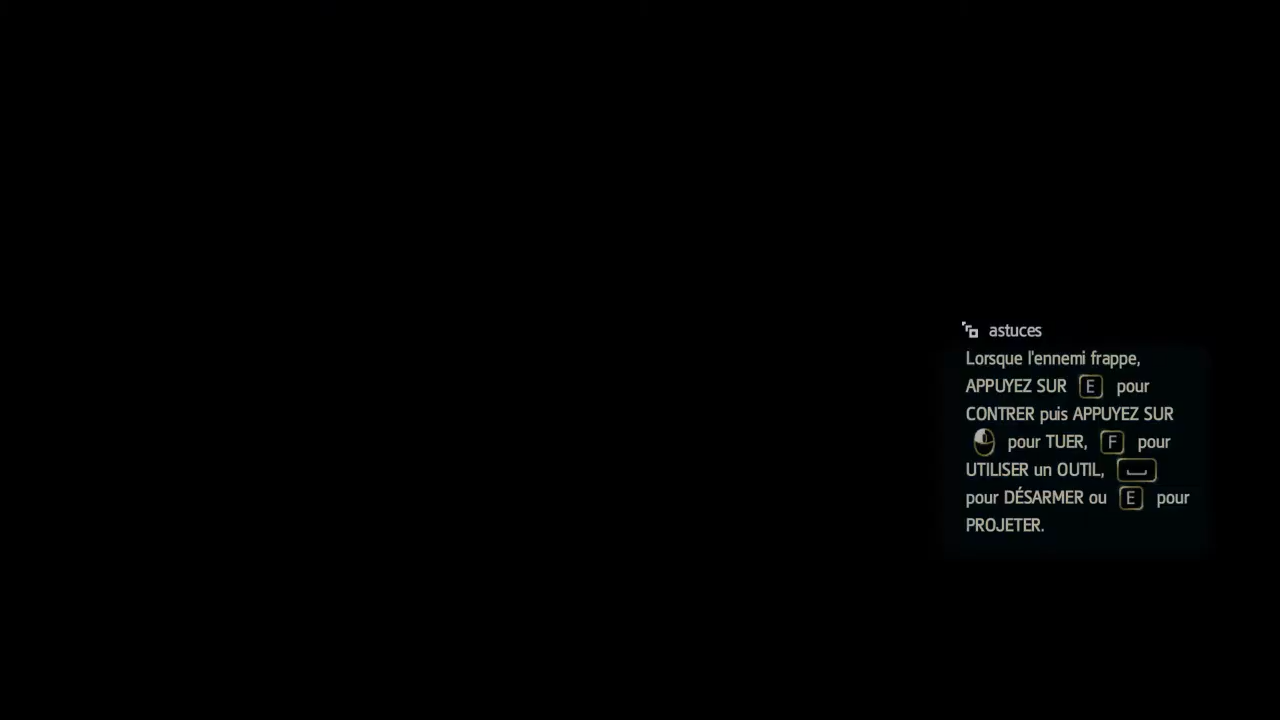 astuces
Lorsque l'ennemi frappe,
APPUYEZ SUR E pour
CONTRER puis APPUYEZ SUR
pour TUER, F pour
UTILISER un OUTIL,
pour DÉSARMER ou E pour
PROJETER.